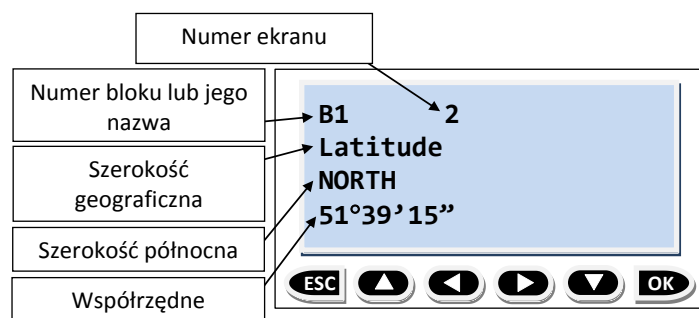 Numer ekranu
Numer bloku lub jego
nazwa
Szerokość
geograficzna
Szerokość północna
Współrzędne
B1 2
Latitude
NORTH
51°39’15”
ESC OK